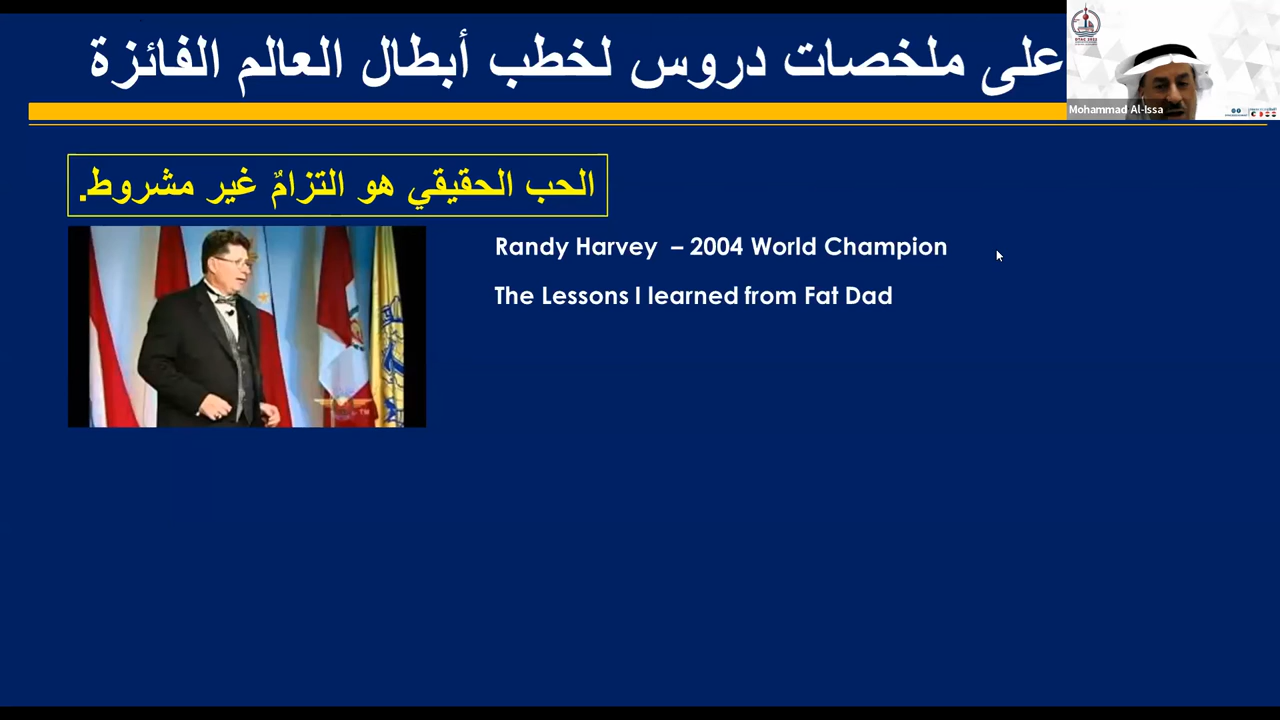 على ملخصات دروس لخطب أبطال العالم الفائزة
Mohammad Al-Issa
الحب الحقيقي هو التزامٌ غير مشروط.
Randy Harvey – 2004 World Champion
The Lessons I learned from Fat Dad